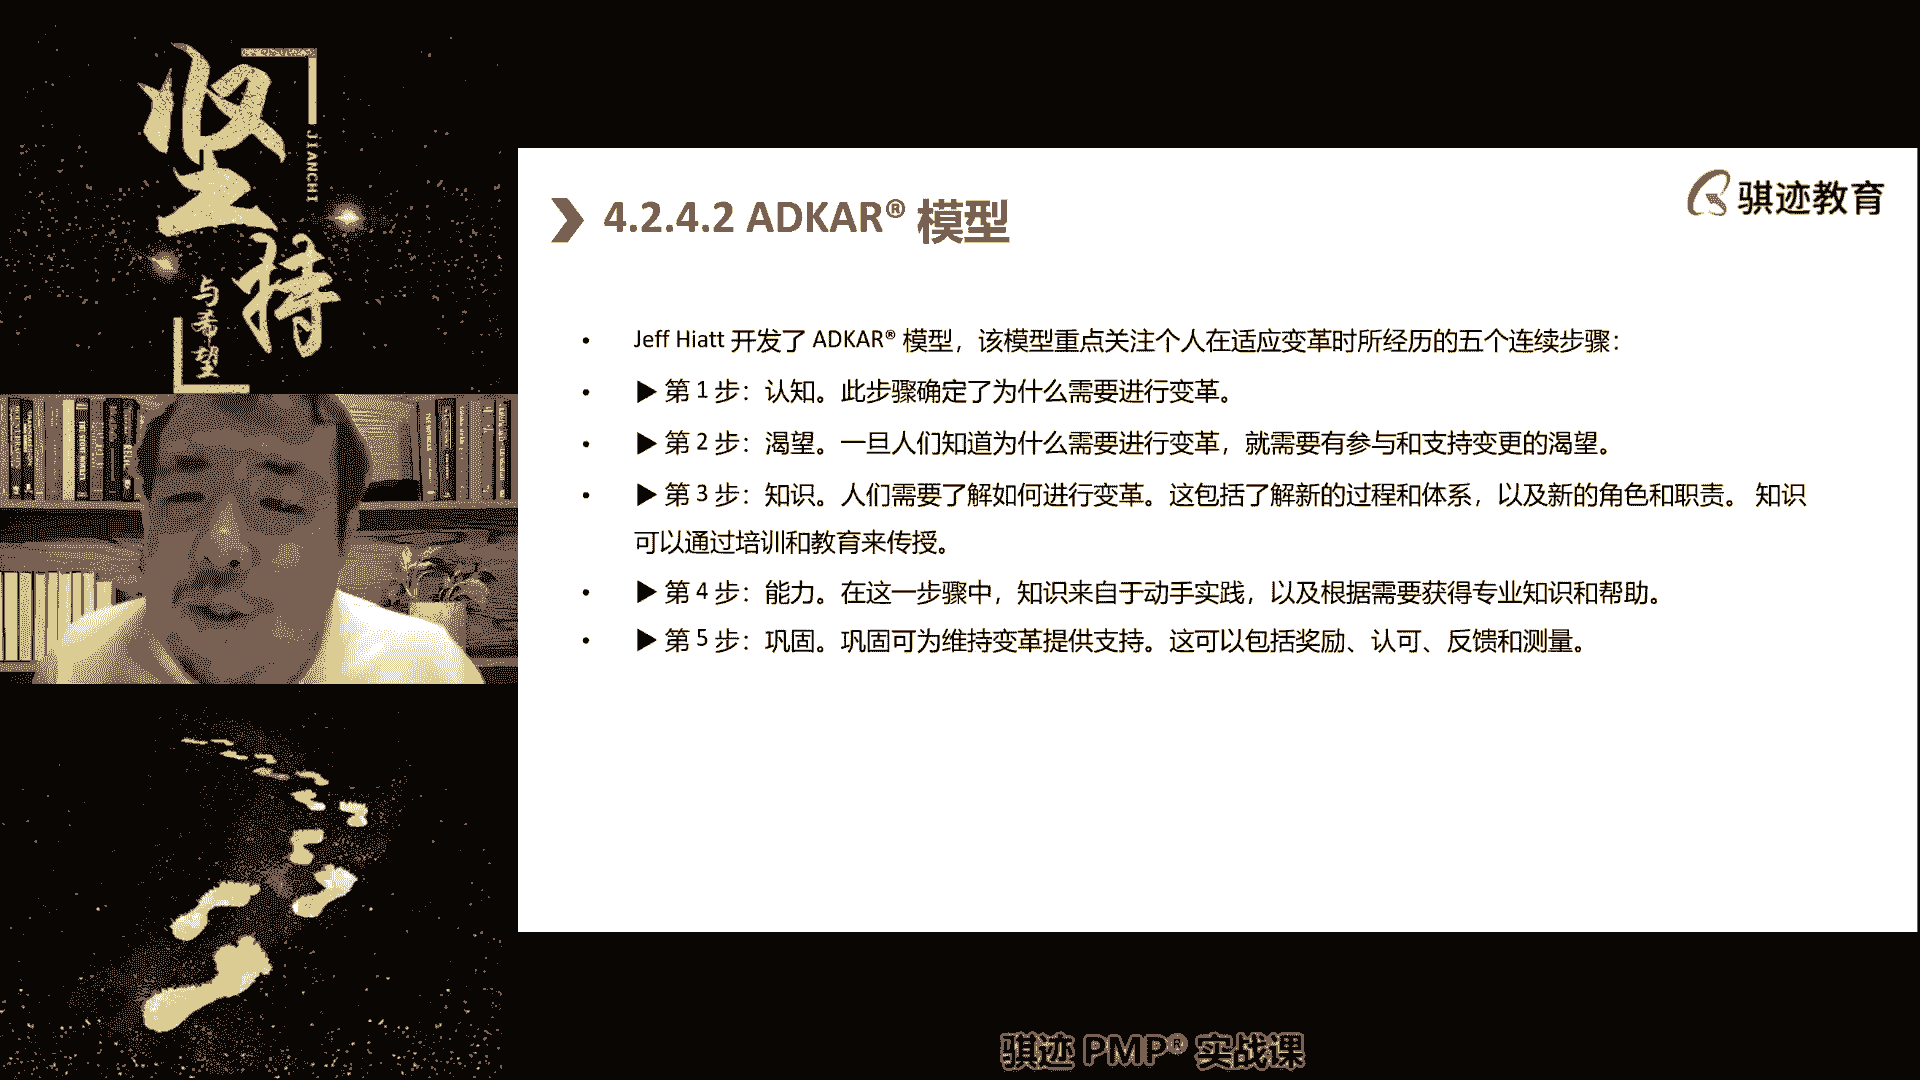 坚持
JIANCHI
与希望
骐迹教育
4.2.4.2 ADKAR® 模型
• Jeff Hiatt 开发了 ADKAR® 模型，该模型重点关注个人在适应变革时所经历的五个连续步骤：
• ▶ 第 1 步：认知。此步骤确定了为什么需要进行变革。
• ▶ 第 2 步：渴望。一旦人们知道为什么需要进行变革，就需要有参与和支持变更的渴望。
• ▶ 第 3 步：知识。人们需要了解如何进行变革。这包括了解新的过程和体系，以及新的角色和职责。 知识
可以通过培训和教育来传授。
• ▶ 第 4 步：能力。在这一步骤中，知识来自于动手实践，以及根据需要获得专业知识和帮助。
• ▶ 第 5 步：巩固。巩固可为维持变革提供支持。这可以包括奖励、认可、反馈和测量。
骐迹 PMP® 实战课